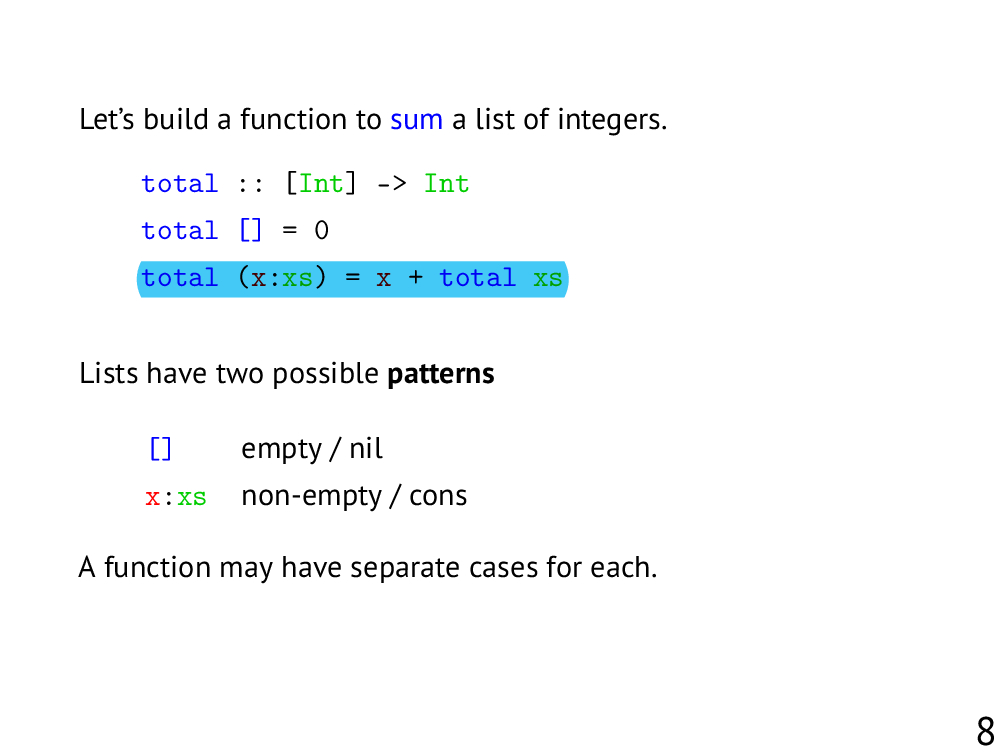 Let's build a function to sum a list of integers.
total :: [Int] -> Int
total [] = 0
total (x:xs) = x + total xs
Lists have two possible patterns
[] empty / nil
x:xs non-empty / cons
A function may have separate cases for each.
8